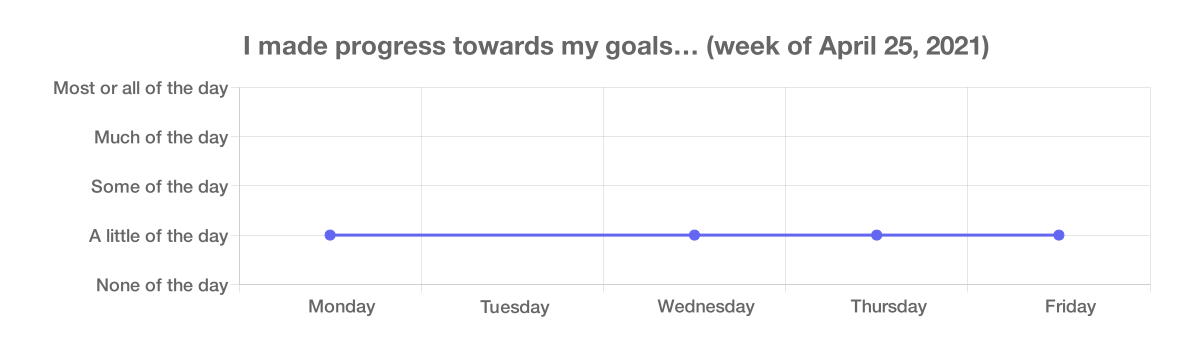 I made progress towards my goals… (week of April 25, 2021)
Most or all of the day
Much of the day
Some of the day
A little of the day
None of the day
Monday Tuesday Wednesday Thursday Friday